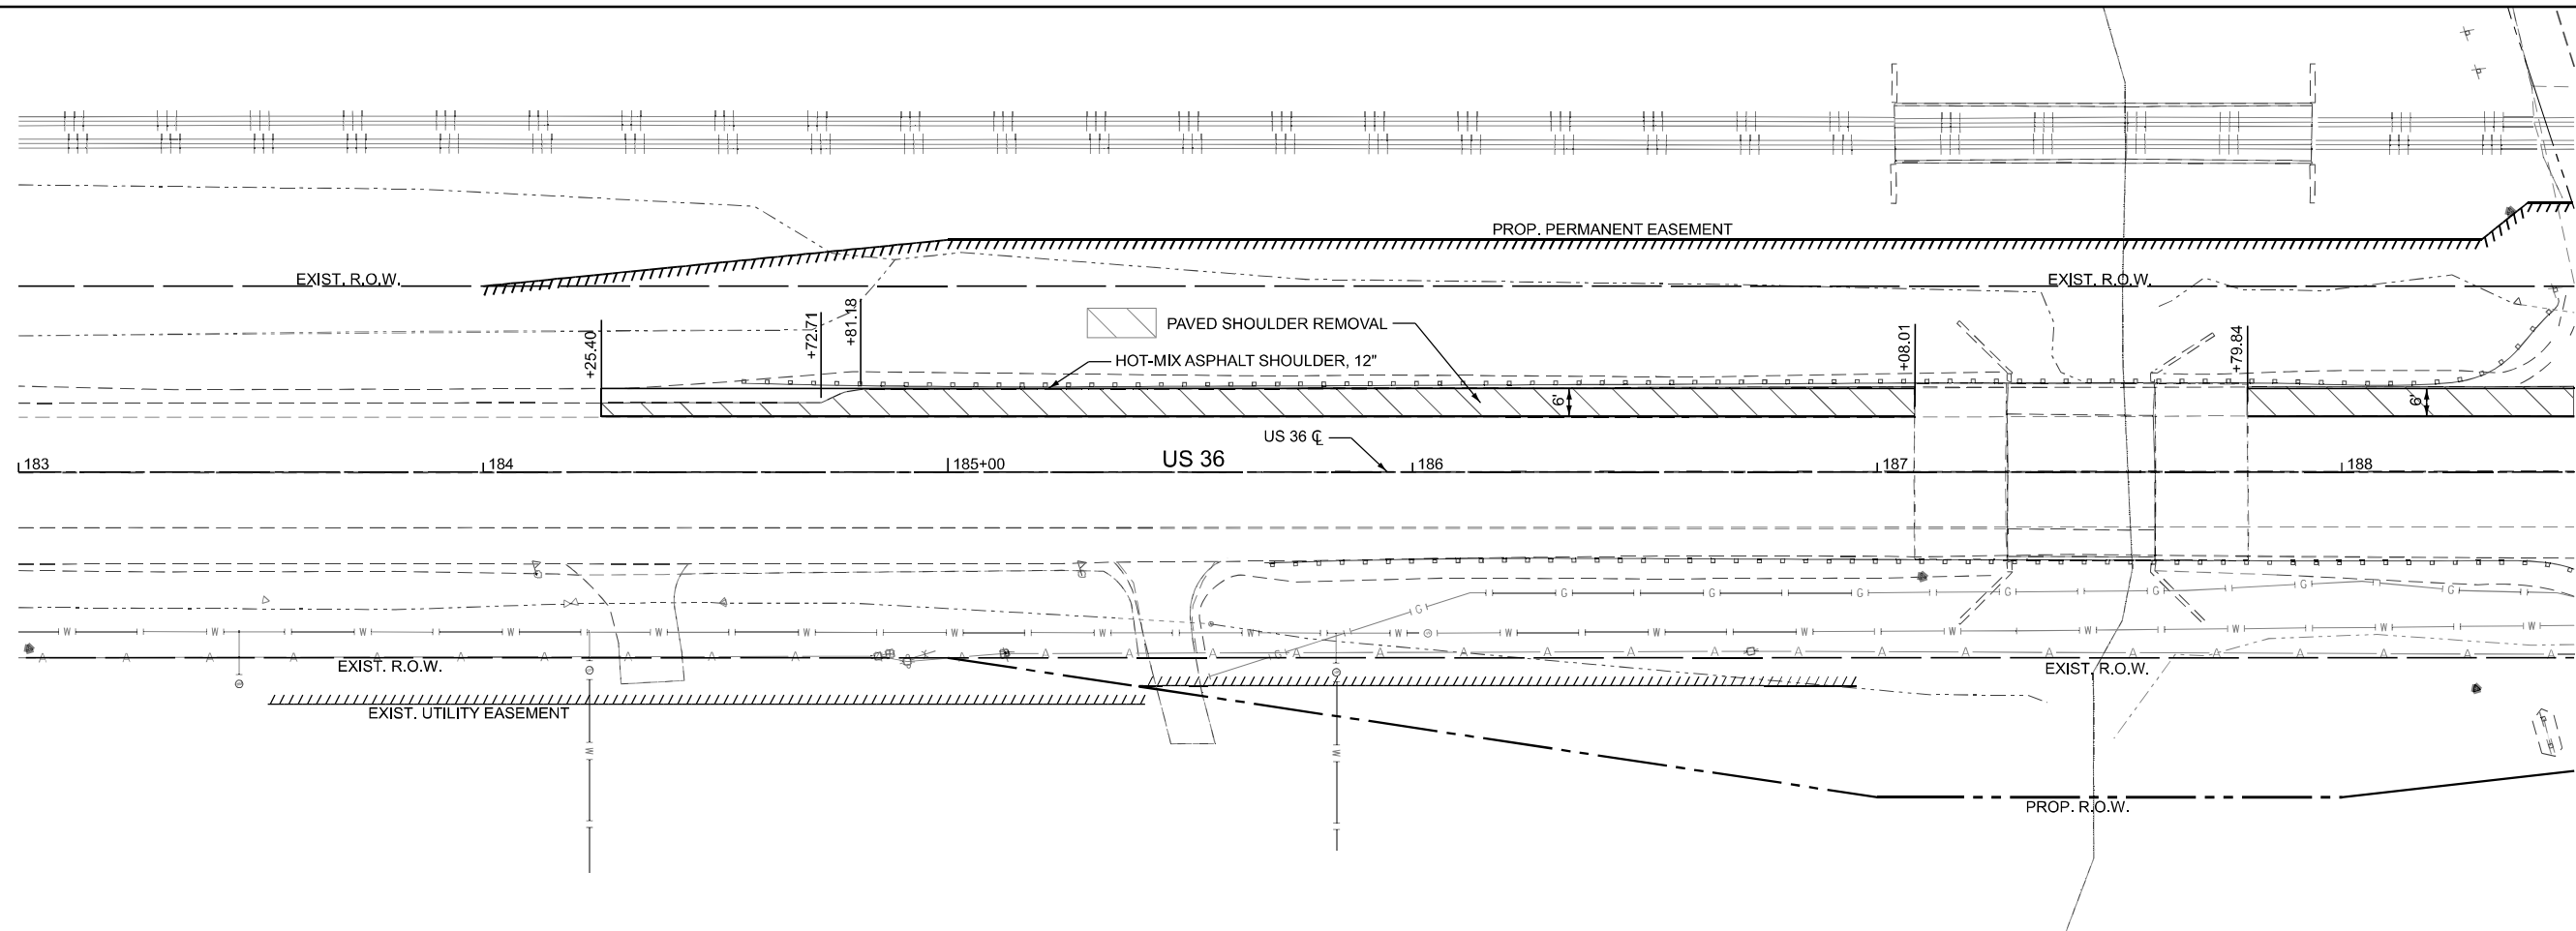 PROP. PERMANENT EASEMENT
EXIST. R.O.W.
EXIST. R.O.W.
+25.40
+72.71
+81.18
PAVED SHOULDER REMOVAL
HOT-MIX ASPHALT SHOULDER, 12"
+08.01
+79.84
6'
6'
US 36 ℄
183
184
185+00
US 36
186
187
188
G G G G G G G
G
W W W W W W W W W W W W W W W W W
A A A A A A A A A A A A A A A A A A A A A A A A A A A A A A
G
EXIST. R.O.W.
EXIST. R.O.W.
EXIST. UTILITY EASEMENT
W
W
PROP. R.O.W.